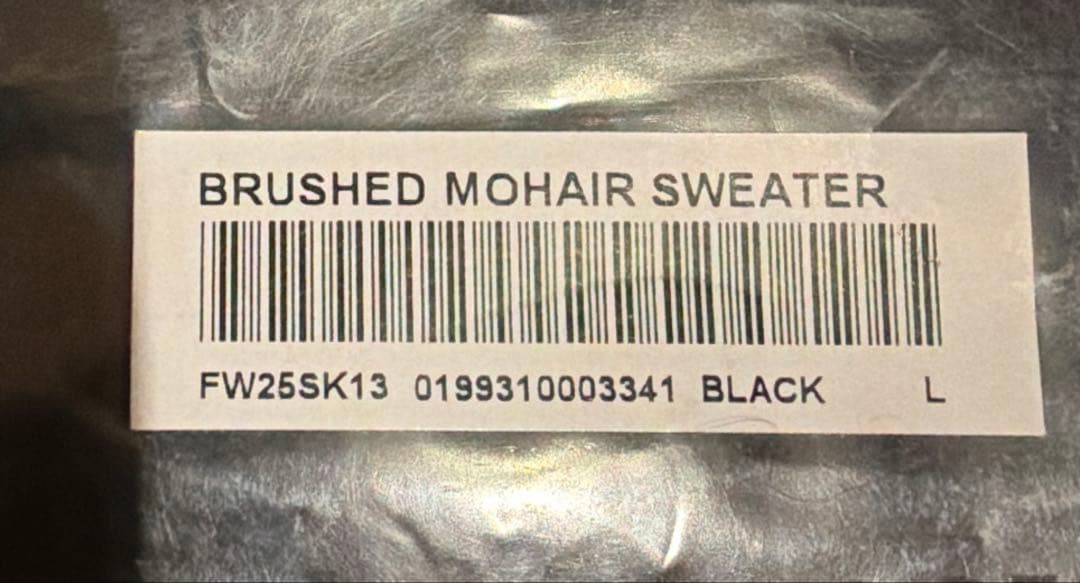 BRUSHED MOHAIR SWEATER
FW25SK13 0199310003341 BLACK L